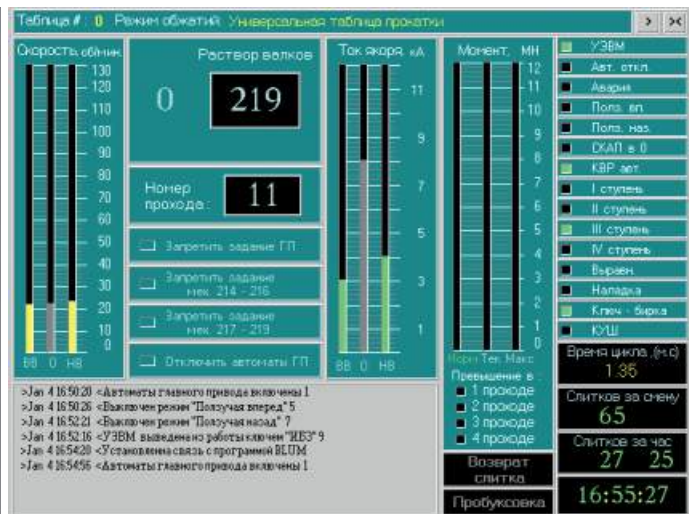 Таблица # : 0 Режим обжатий: Универсальная таблица прокатки
Скорость, об/мин.
130
120
110
100
90
80
70
60
50
40
30
20
10
0
ВВ 0 НВ
Раствор валков
0 219
Номер
прохода : 11
Запретить задание ГП
Запретить задание
мех. 214 - 216
Запретить задание
мех. 217 - 219
Отключить автоматы ГП
Ток якоря, кА
11
9
7
5
3
1
ВВ 0 НВ
Момент, МН
12
11
10
9
8
7
6
5
4
3
2
1
0
Норм Тек. Макс
Превышение в :
1 проходе
2 проходе
3 проходе
4 проходе
Возврат
слитка
Пробуксовка
УЭВМ
Авт. откл.
Авария
Полз. вп.
Полз. наз.
СКАП в 0
КВР авт.
I ступень
II ступень
III ступень
IV ступень
Выравн.
Наладка
Ключ - бирка
КУШ
Время цикла ,(м.с)
1.35
Слитков за смену
65
Слитков за час
27 25
16:55:27
>Jan 4 16:50:20 <Автоматы главного привода включены 1
>Jan 4 16:50:26 <Выключен режим "Ползучая вперед" 5
>Jan 4 16:52:21 <Выключен режим "Ползучая назад" 7
>Jan 4 16:52:16 <УЭВМ выведена из работы ключем "ИБЗ" 9
>Jan 4 16:54:20 <Установленна связь с программой BLUM
>Jan 4 16:54:56 <Автоматы главного привода включены 1